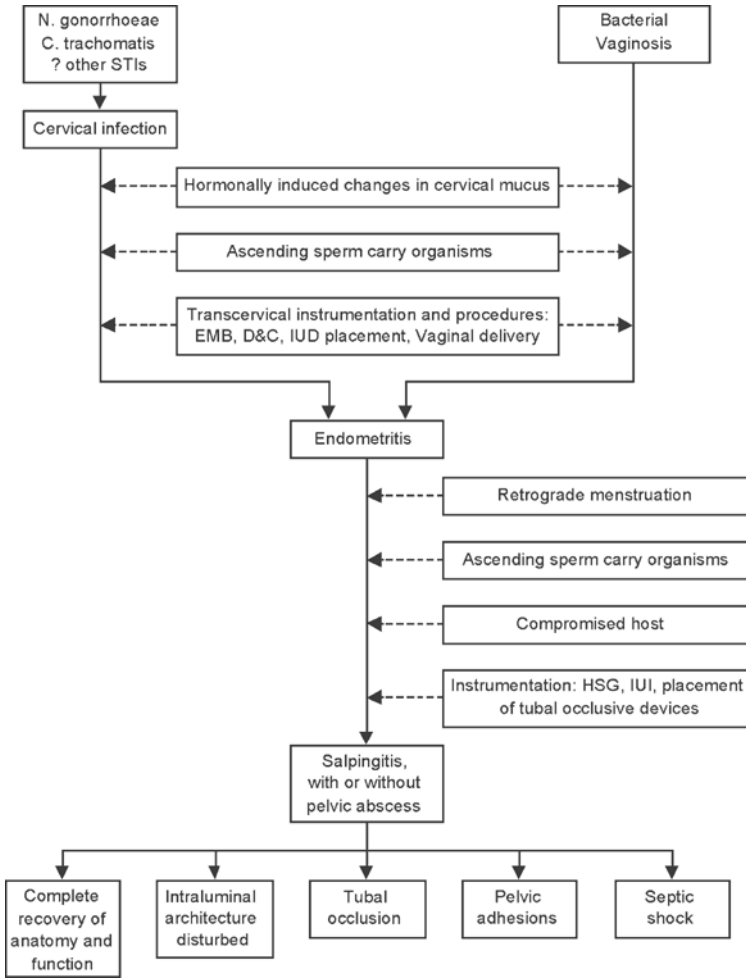 N. gonorrhoeae
C. trachomatis
? other STIs
Bacterial
Vaginosis
Cervical infection
Hormonally induced changes in cervical mucus
Ascending sperm carry organisms
Transcervical instrumentation and procedures:
EMB, D&C, IUD placement, Vaginal delivery
Endometritis
Retrograde menstruation
Ascending sperm carry organisms
Compromised host
Instrumentation: HSG, IUI, placement
of tubal occlusive devices
Salpingitis,
with or without
pelvic abscess
Complete
recovery of
anatomy and
function
Intraluminal
architecture
disturbed
Tubal
occlusion
Pelvic
adhesions
Septic
shock